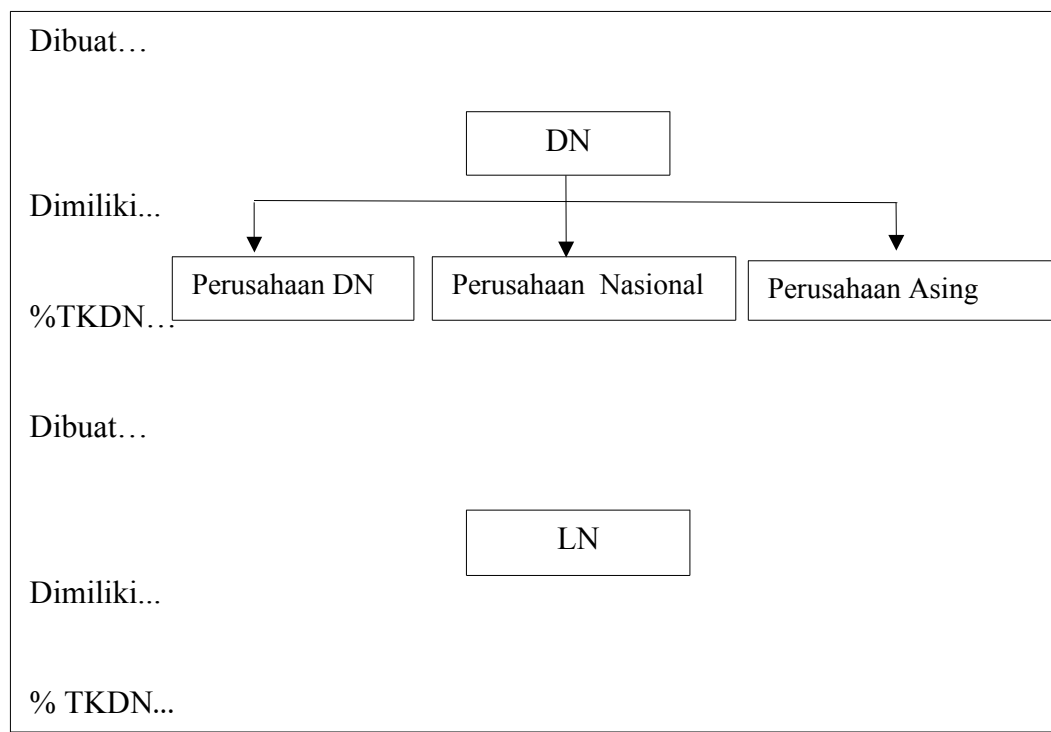 Dibuat…
DN
Dimiliki...
Perusahaan DN
Perusahaan Nasional
Perusahaan Asing
%TKDN…
Dibuat…
LN
Dimiliki...
% TKDN...